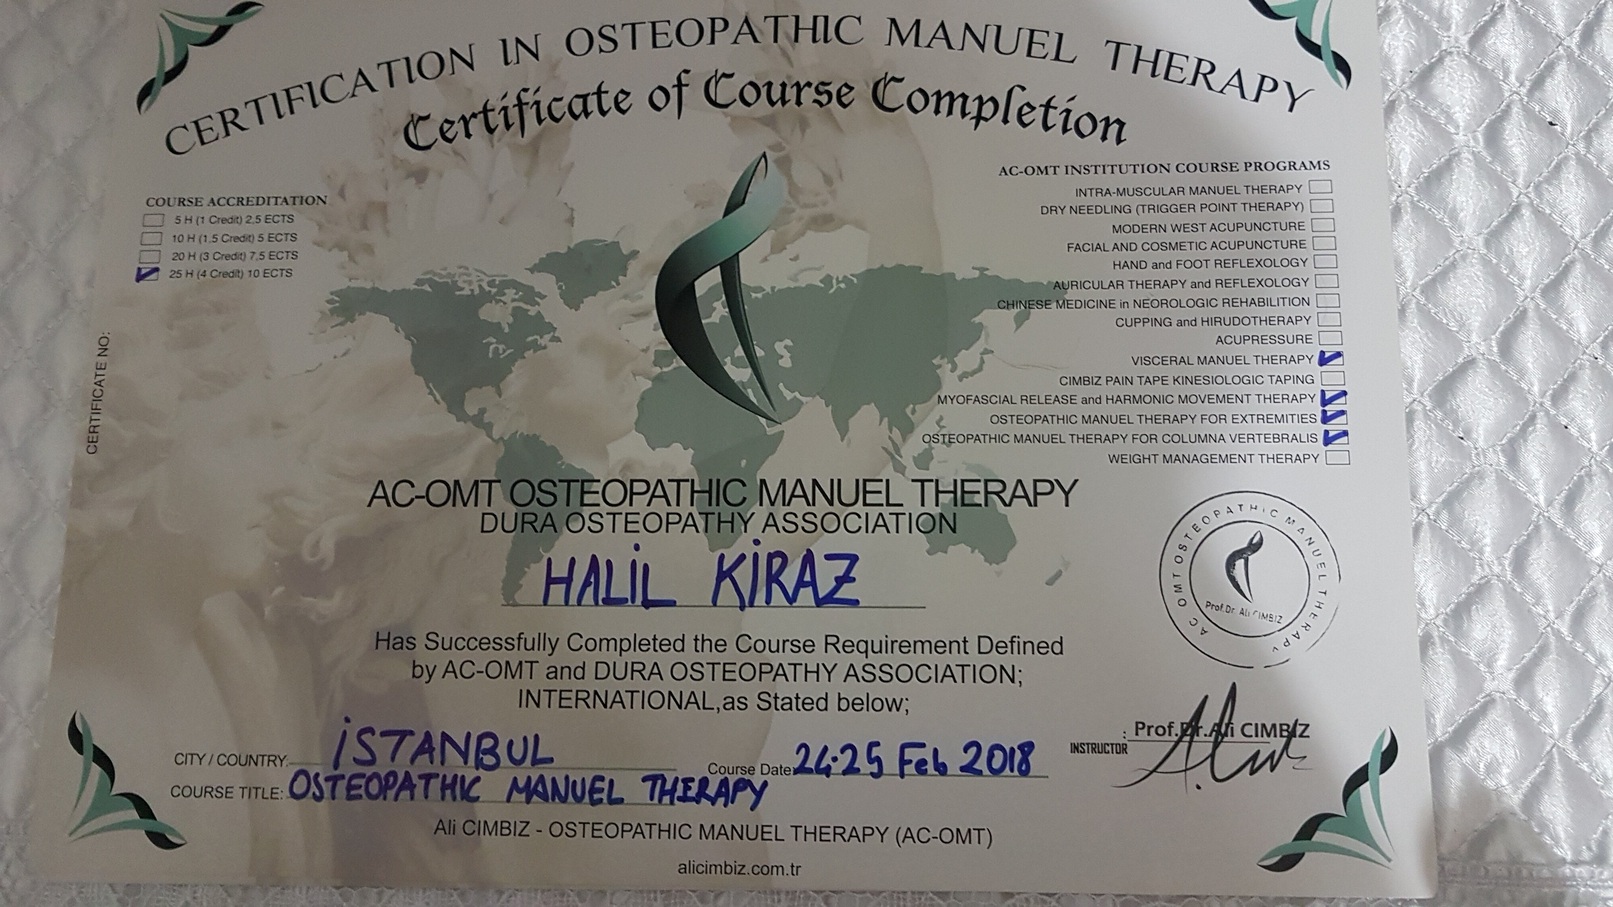 CERTIFICATION IN OSTEOPATHIC MANUEL THERAPY
Certificate of Course Completion
COURSE ACCREDITATION
5 H (1 Credit) 2,5 ECTS
10 H (1,5 Credit) 5 ECTS
20 H (3 Credit) 7,5 ECTS
25 H (4 Credit) 10 ECTS
CERTIFICATE NO:
AC-OMT INSTITUTION COURSE PROGRAMS
INTRA-MUSCULAR MANUEL THERAPY
DRY NEEDLING (TRIGGER POINT THERAPY)
MODERN WEST ACUPUNCTURE
FACIAL AND COSMETIC ACUPUNCTURE
HAND and FOOT REFLEXOLOGY
AURICULAR THERAPY and REFLEXOLOGY
CHINESE MEDICINE in NEOROLOGIC REHABILITION
CUPPING and HIRUDOTHERAPY
ACUPRESSURE
VISCERAL MANUEL THERAPY
CIMBIZ PAIN TAPE KINESIOLOGIC TAPING
MYOFASCIAL RELEASE and HARMONIC MOVEMENT THERAPY
OSTEOPATHIC MANUEL THERAPY FOR EXTREMITIES
OSTEOPATHIC MANUEL THERAPY FOR COLUMNA VERTEBRALIS
WEIGHT MANAGEMENT THERAPY
AC-OMT OSTEOPATHIC MANUEL THERAPY
DURA OSTEOPATHY ASSOCIATION
HALİL KİRAZ
Has Successfully Completed the Course Requirement Defined
by AC-OMT and DURA OSTEOPATHY ASSOCIATION;
INTERNATIONAL,as Stated below;
AC OMT OSTEOPATHIC MANUEL THERAPY
Prof.Dr. Ali CIMBIZ
CITY / COUNTRY: İSTANBUL
Course Date: 24-25 Feb 2018
COURSE TITLE: OSTEOPATHIC MANUEL THERAPY
INSTRUCTOR : Prof.Dr.Ali CIMBIZ
Ali CIMBIZ - OSTEOPATHIC MANUEL THERAPY (AC-OMT)
alicimbiz.com.tr